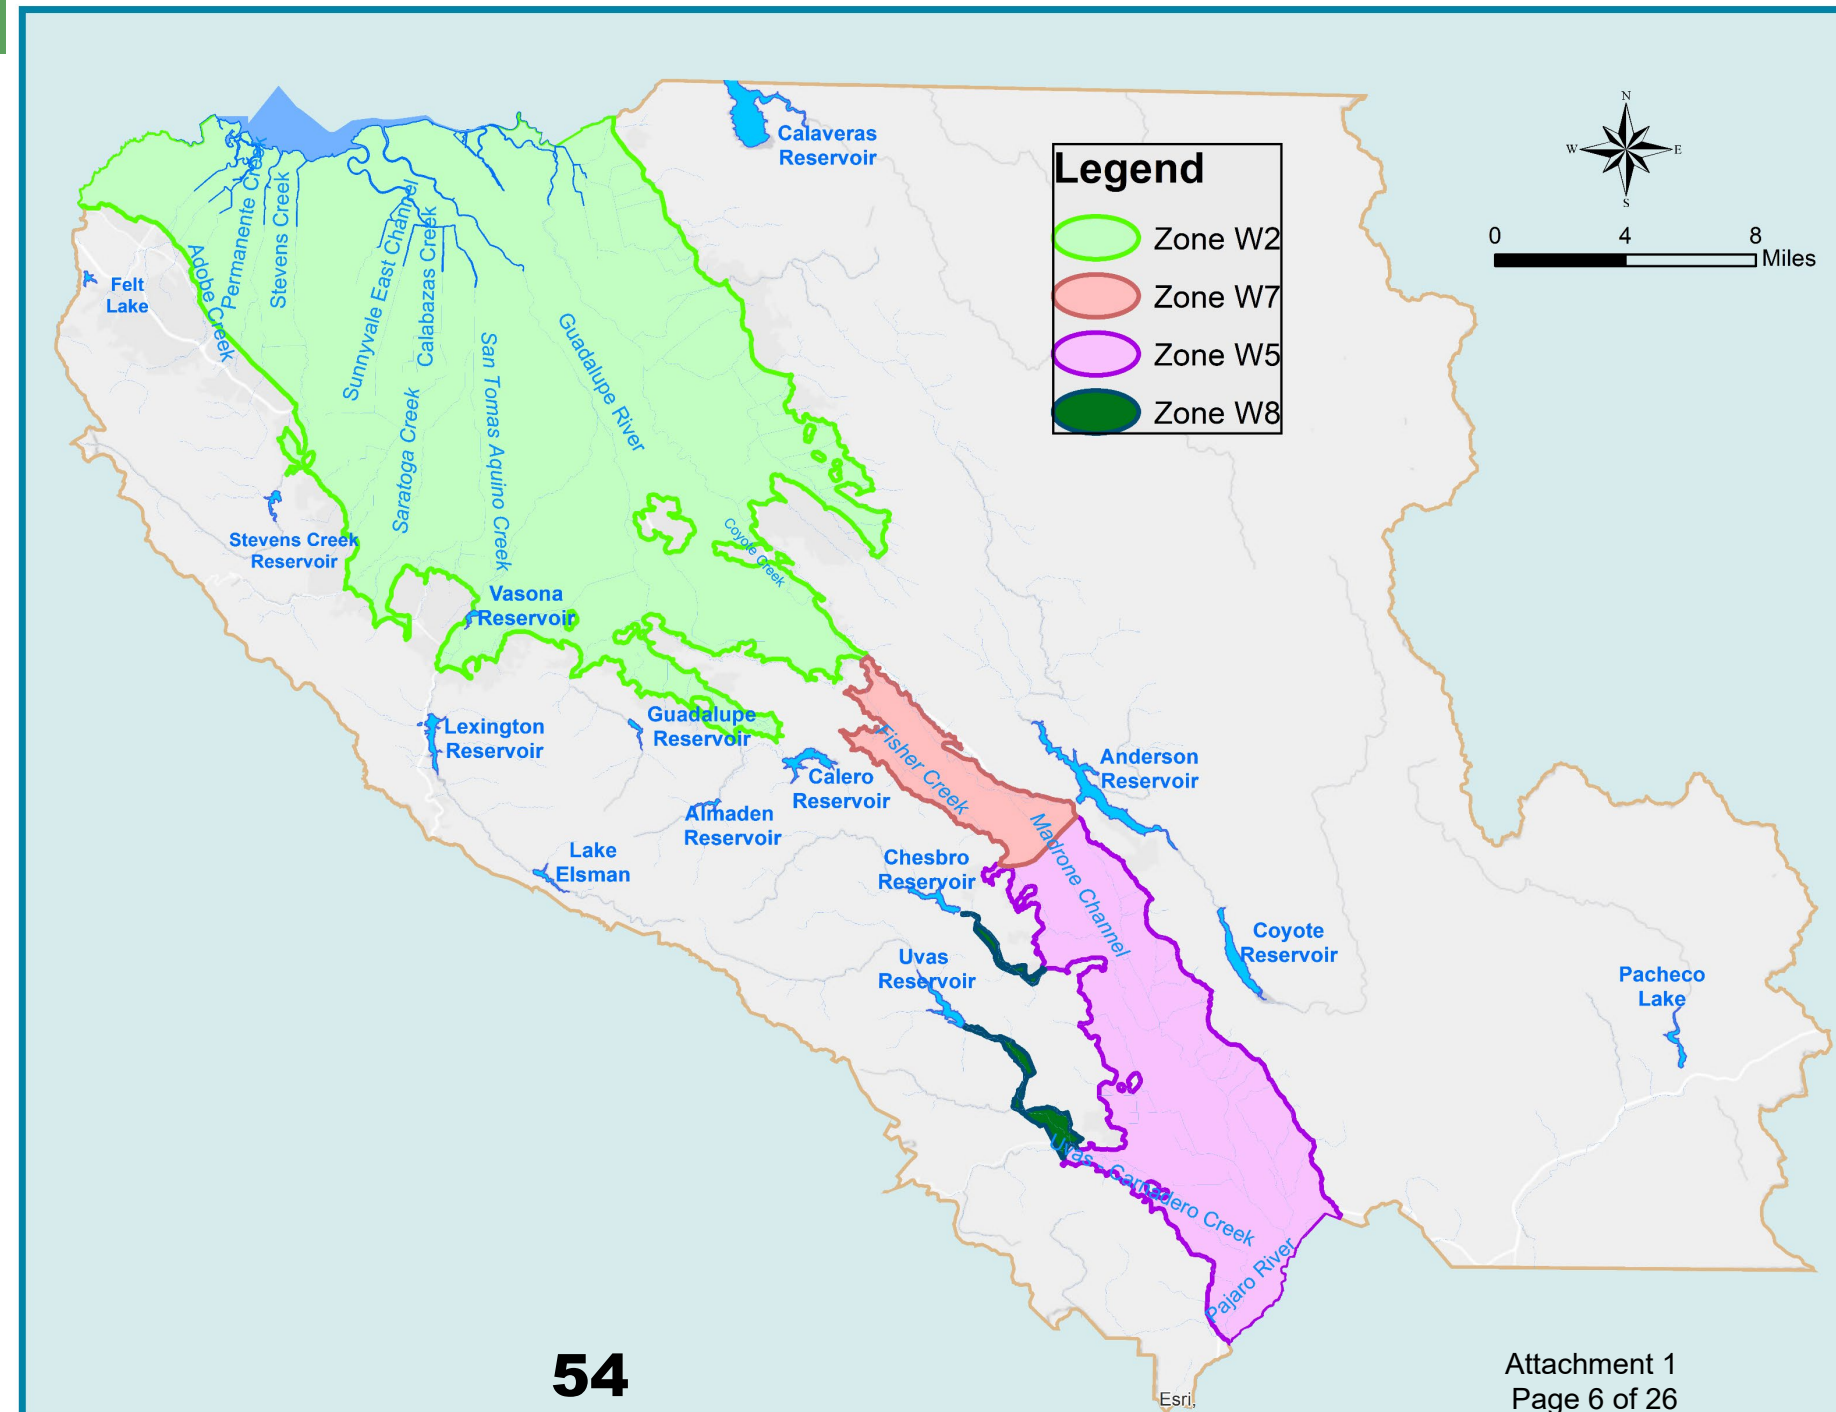 Legend
Zone W2
Zone W7
Zone W5
Zone W8
N
W
E
S
0 4 8
Miles
Calaveras
Reservoir
Felt
Lake
Adobe Creek
Permanente Creek
Stevens Creek
Sunnyvale East Channel
Calabazas Creek
Saratoga Creek
San Tomas Aquino Creek
Guadalupe River
Coyote Creek
Stevens Creek
Reservoir
Vasona
Reservoir
Lexington
Reservoir
Guadalupe
Reservoir
Calero
Reservoir
Almaden
Reservoir
Lake
Elsman
Fisher Creek
Anderson
Reservoir
Madrone Channel
Chesbro
Reservoir
Uvas
Reservoir
Coyote
Reservoir
Pacheco
Lake
Uvas - Carnadero Creek
Pajaro River
54
Esri,
Attachment 1
Page 6 of 26